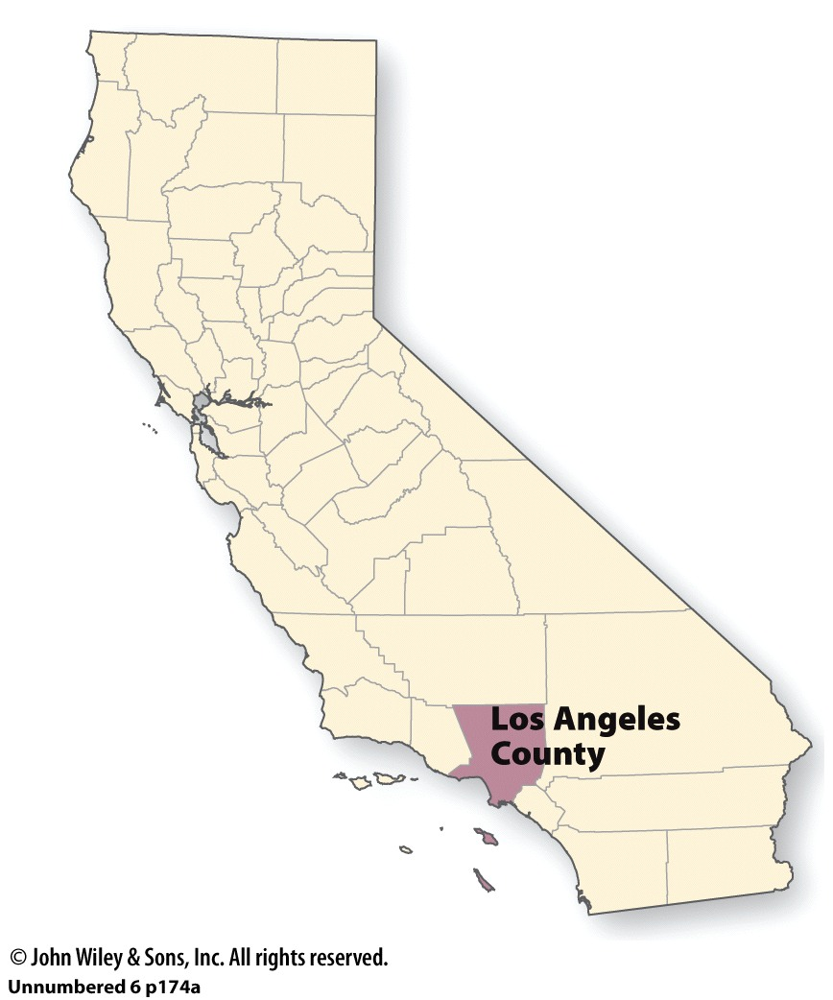 Los Angeles
County
© John Wiley & Sons, Inc. All rights reserved.
Unnumbered 6 p174a